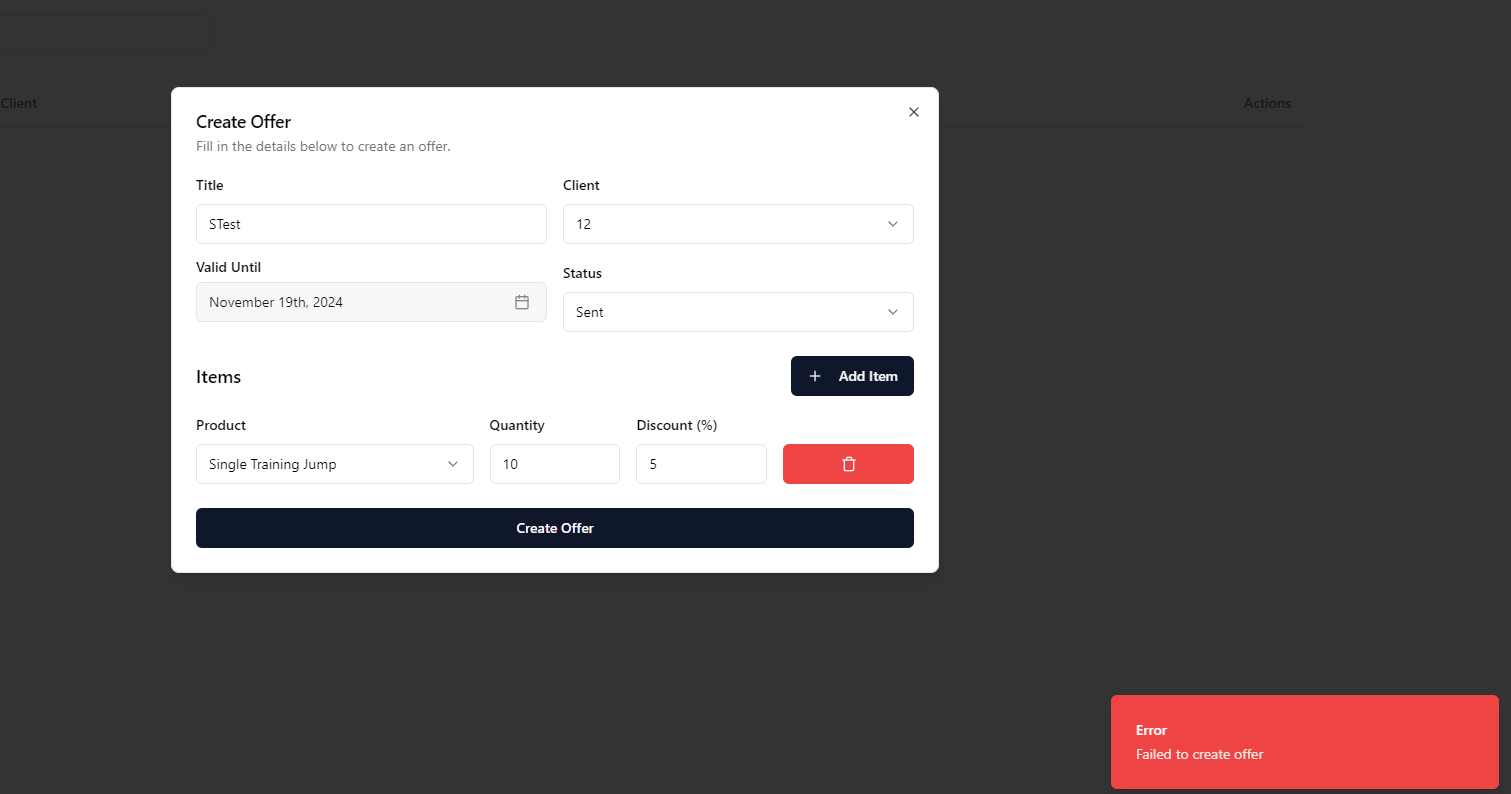 Client
Actions
Create Offer
Fill in the details below to create an offer.
Title
Client
STest
12
Valid Until
Status
November 19th, 2024
Sent
Items
Add Item
Product
Quantity
Discount (%)
Single Training Jump
10
5
Create Offer
Error
Failed to create offer